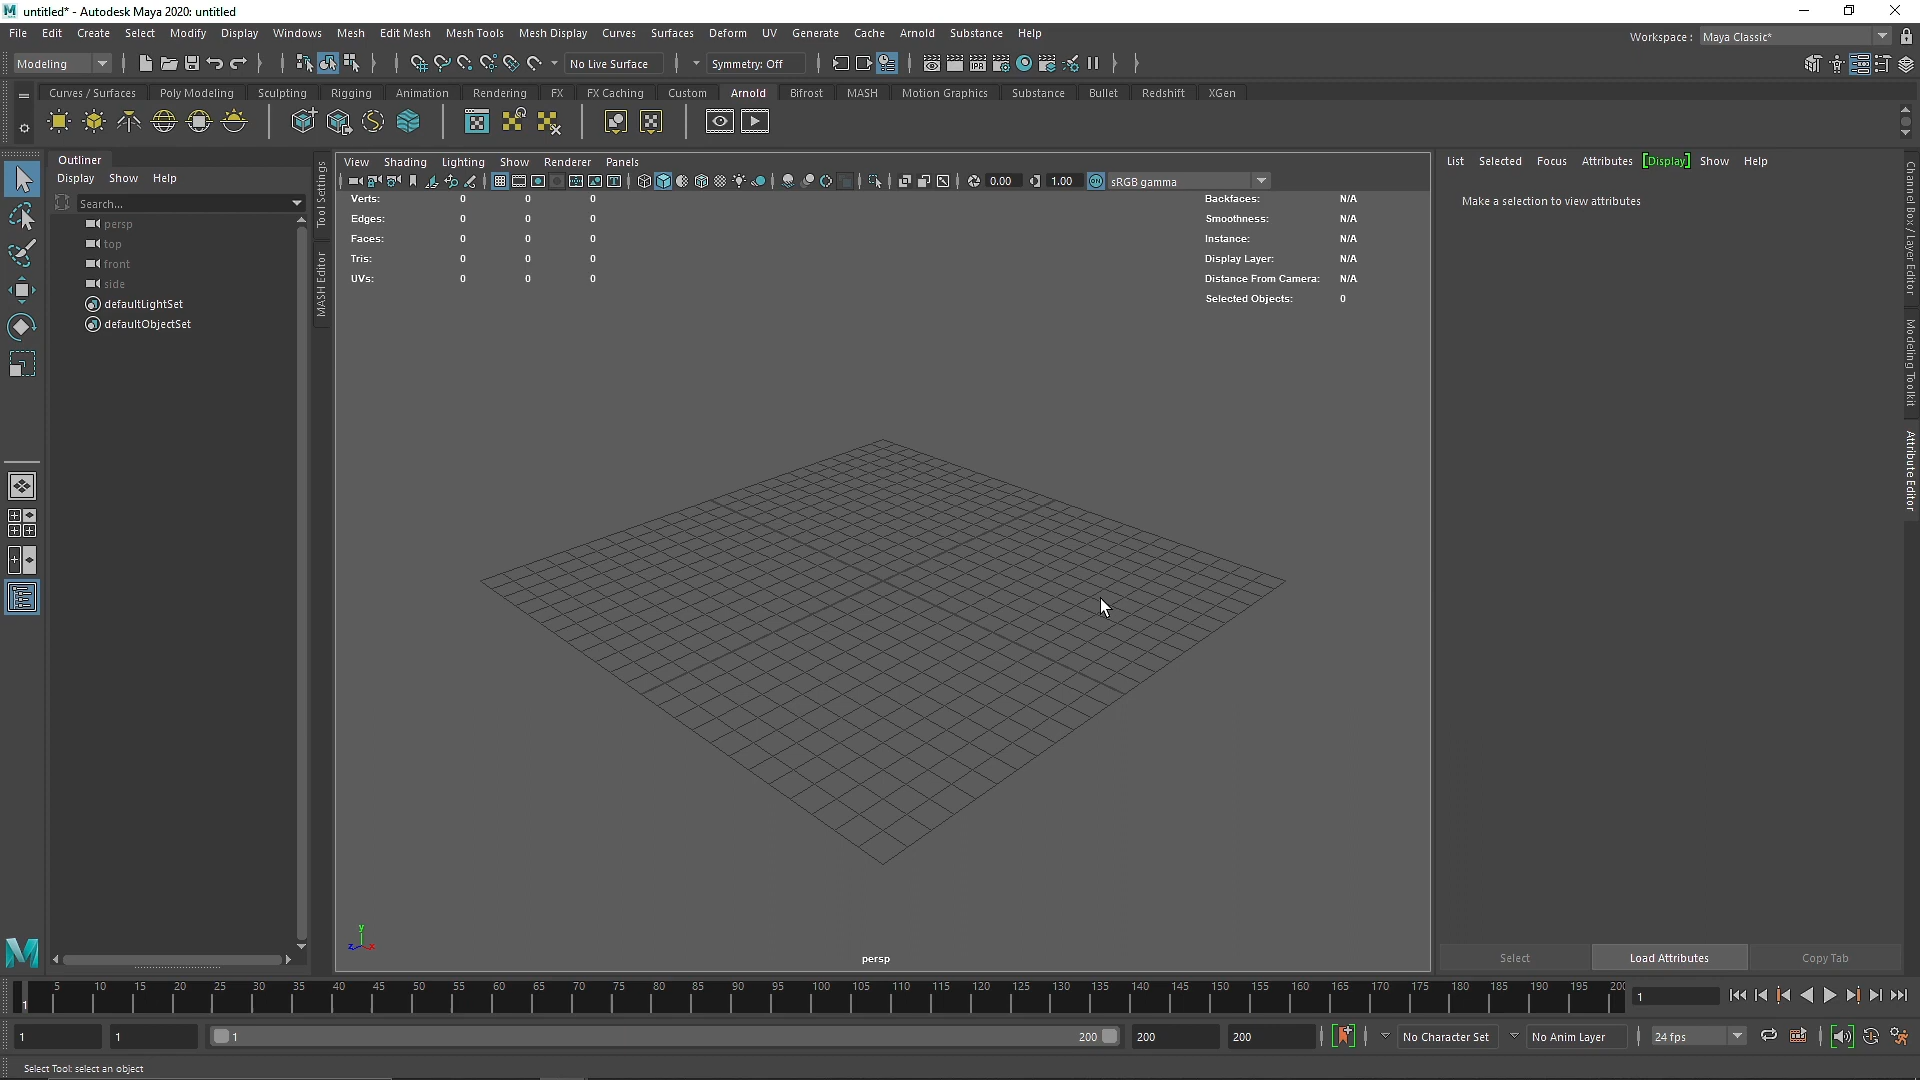 untitled* - Autodesk Maya 2020: untitled
File Edit Create Select Modify Display Windows Mesh Edit Mesh Mesh Tools Mesh Display Curves Surfaces Deform UV Generate Cache Arnold Substance Help
Workspace : Maya Classic*
Modeling No Live Surface Symmetry: Off
Curves / Surfaces Poly Modeling Sculpting Rigging Animation Rendering FX FX Caching Custom Arnold Bifrost MASH Motion Graphics Substance Bullet Redshift XGen
Outliner
Display Show Help
Search...
persp
top
front
side
defaultLightSet
defaultObjectSet
Tool Settings
MASH Editor
View Shading Lighting Show Renderer Panels
0.00 1.00 ON sRGB gamma
Verts: 0 0 0
Edges: 0 0 0
Faces: 0 0 0
Tris: 0 0 0
UVs: 0 0 0
Backfaces: N/A
Smoothness: N/A
Instance: N/A
Display Layer: N/A
Distance From Camera: N/A
Selected Objects: 0
y
z x
persp
List Selected Focus Attributes [Display] Show Help
Make a selection to view attributes
Channel Box / Layer Editor
Modeling Toolkit
Attribute Editor
Select Load Attributes Copy Tab
1 5 10 15 20 25 30 35 40 45 50 55 60 65 70 75 80 85 90 95 100 105 110 115 120 125 130 135 140 145 150 155 160 165 170 175 180 185 190 195 200 1
1 1 1 200 200 200 No Character Set No Anim Layer 24 fps
Select Tool: select an object